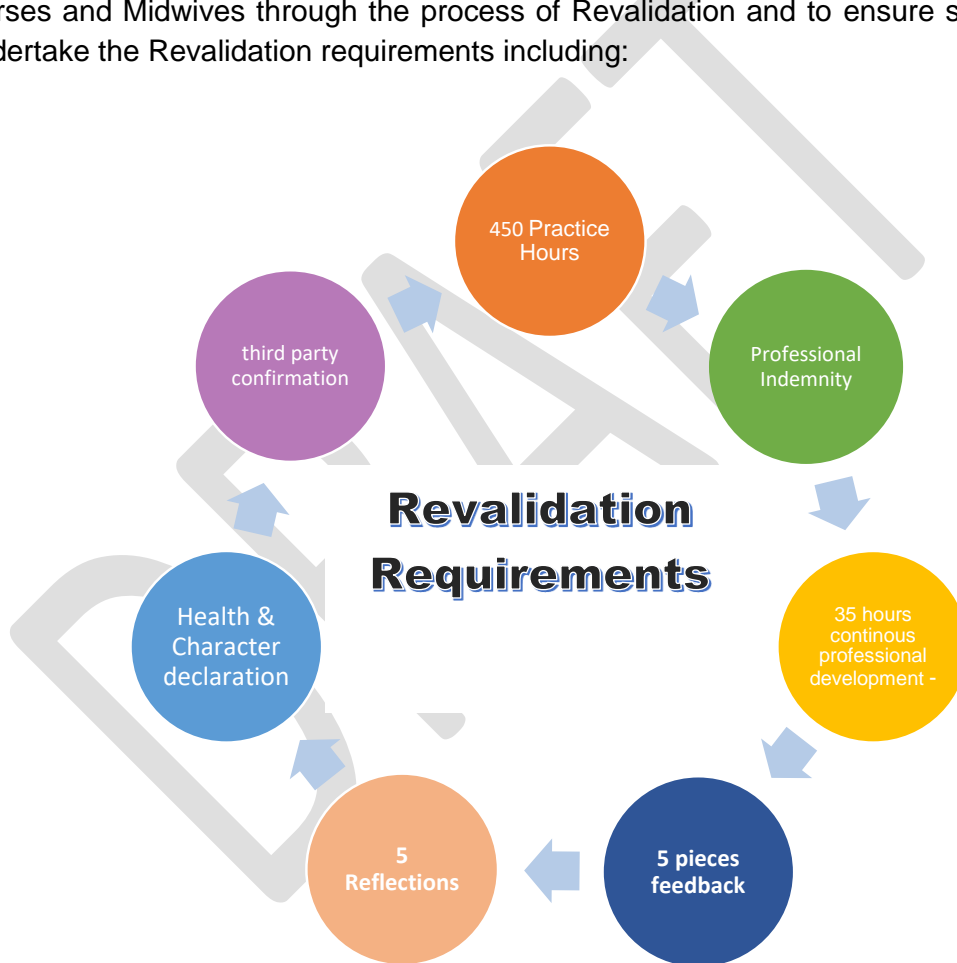 rses and Midwives through the process of Revalidation and to ensure s
dertake the Revalidation requirements including:
450 Practice
Hours
Professional
Indemnity
35 hours
continous
professional
development -
5 pieces
feedback
5
Reflections
Health &
Character
declaration
third party
confirmation
Revalidation
Requirements
DRAFT